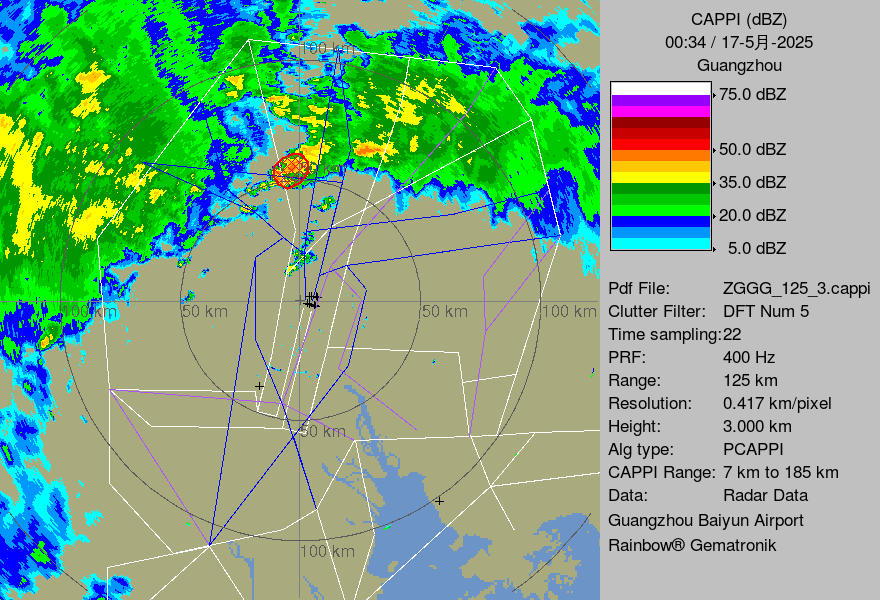 CAPPI (dBZ)
00:34 / 17-5月-2025
Guangzhou
75.0 dBZ
50.0 dBZ
35.0 dBZ
20.0 dBZ
5.0 dBZ
Pdf File: ZGGG_125_3.cappi
Clutter Filter: DFT Num 5
Time sampling:22
PRF: 400 Hz
Range: 125 km
Resolution: 0.417 km/pixel
Height: 3.000 km
Alg type: PCAPPI
CAPPI Range: 7 km to 185 km
Data: Radar Data
Guangzhou Baiyun Airport
Rainbow® Gematronik
100 km
100 km
50 km
50 km
100 km
50 km
100 km